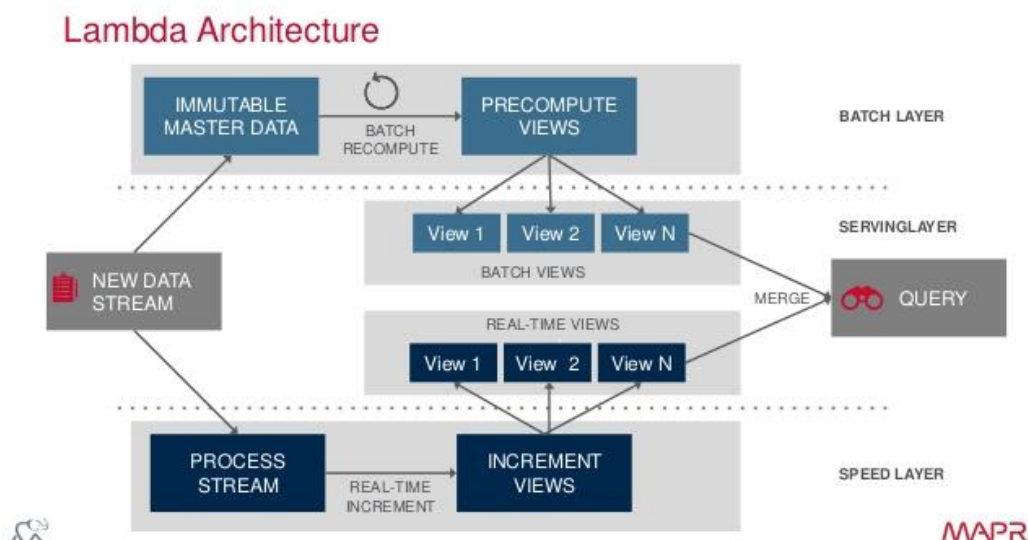 Lambda Architecture
IMMUTABLE
MASTER DATA
BATCH
RECOMPUTE
PRECOMPUTE
VIEWS
BATCH LAYER
View 1
View 2
View N
BATCH VIEWS
SERVINGLAYER
NEW DATA
STREAM
MERGE
QUERY
REAL-TIME VIEWS
View 1
View 2
View N
PROCESS
STREAM
REAL-TIME
INCREMENT
INCREMENT
VIEWS
SPEED LAYER
MAPR